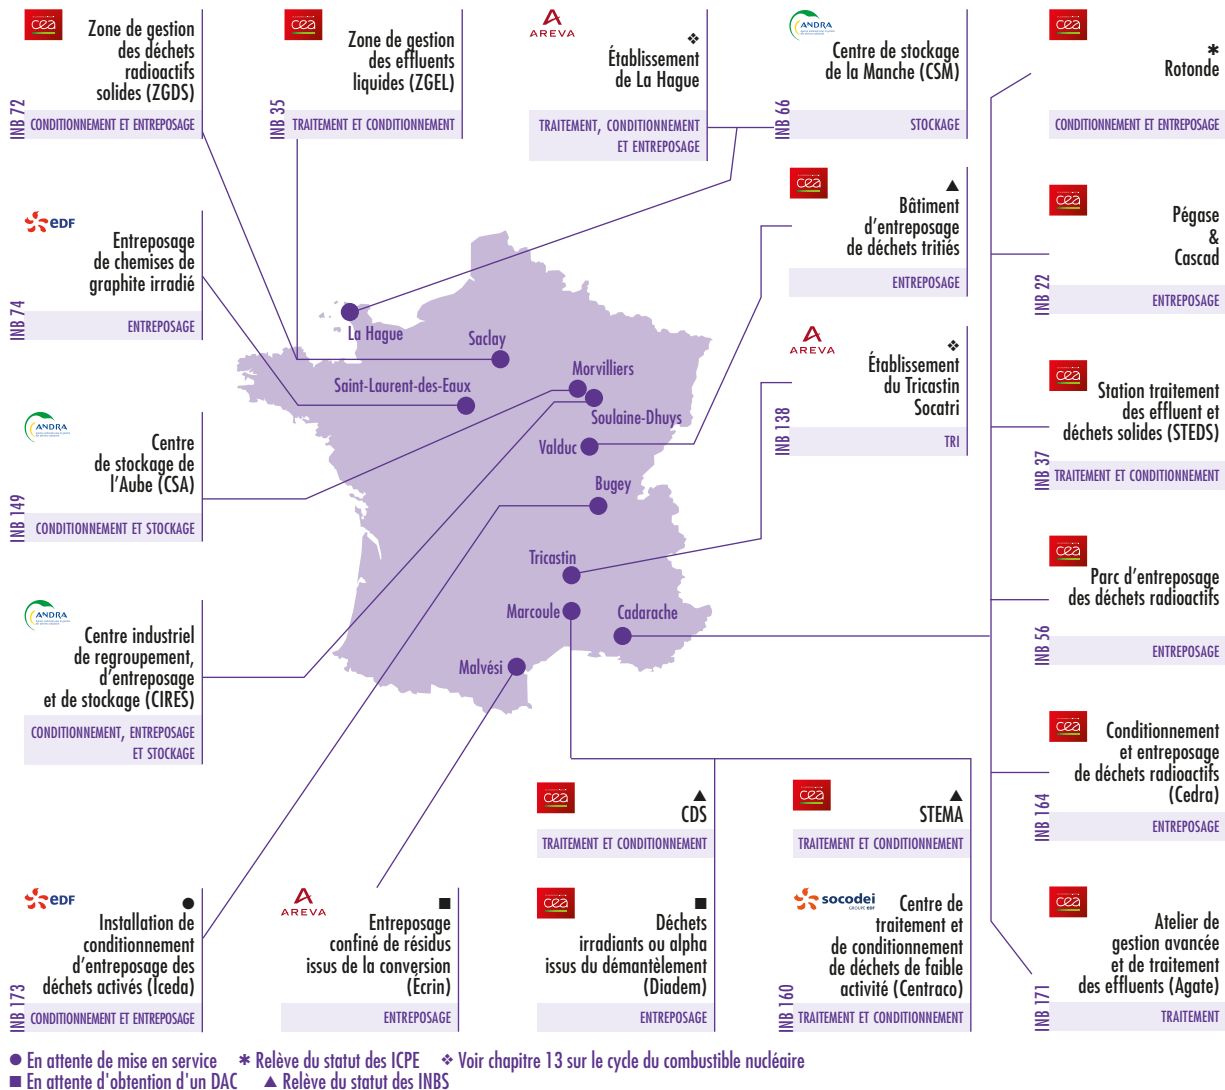 cea
Zone de gestion
des déchets
radioactifs
solides (ZGDS)
INB 72
CONDITIONNEMENT ET ENTREPOSAGE
cea
Zone de gestion
des effluents
liquides (ZGEL)
INB 35
TRAITEMENT ET CONDITIONNEMENT
AREVA
❖
Établissement
de La Hague
TRAITEMENT, CONDITIONNEMENT
ET ENTREPOSAGE
ANDRA
Centre de stockage
de la Manche (CSM)
INB 66
STOCKAGE
cea
✱
Rotonde
CONDITIONNEMENT ET ENTREPOSAGE
edF
Entreposage
de chemises de
graphite irradié
INB 74
ENTREPOSAGE
cea
▲
Bâtiment
d'entreposage
de déchets tritiés
ENTREPOSAGE
cea
Pégase
&
Cascad
INB 22
ENTREPOSAGE
AREVA
❖
Établissement
du Tricastin
Socatri
INB 138
TRI
cea
Station traitement
des effluent et
déchets solides (STEDS)
INB 37
TRAITEMENT ET CONDITIONNEMENT
ANDRA
Centre
de stockage de
l'Aube (CSA)
INB 149
CONDITIONNEMENT ET STOCKAGE
cea
Parc d'entreposage
des déchets radioactifs
INB 56
ENTREPOSAGE
ANDRA
Centre industriel
de regroupement,
d'entreposage
et de stockage (CIRES)
CONDITIONNEMENT, ENTREPOSAGE
ET STOCKAGE
La Hague
Saclay
Morvilliers
Saint-Laurent-des-Eaux
Soulaine-Dhuys
Valduc
Bugey
Tricastin
Marcoule
Cadarache
Malvési
cea
Conditionnement
et entreposage
de déchets radioactifs
(Cedra)
INB 164
ENTREPOSAGE
cea
▲
CDS
TRAITEMENT ET CONDITIONNEMENT
cea
▲
STEMA
TRAITEMENT ET CONDITIONNEMENT
edF
●
Installation de
conditionnement
d'entreposage des
déchets activés (Iceda)
INB 173
CONDITIONNEMENT ET ENTREPOSAGE
AREVA
■
Entreposage
confiné de résidus
issus de la conversion
(Ecrin)
ENTREPOSAGE
cea
■
Déchets
irradiants ou alpha
issus du démantèlement
(Diadem)
ENTREPOSAGE
socodei
GROUPE EDF
Centre de
traitement et
de conditionnement
de déchets de faible
activité (Centraco)
INB 160
TRAITEMENT ET CONDITIONNEMENT
cea
Atelier de
gestion avancée
et de traitement
des effluents (Agate)
INB 171
TRAITEMENT
● En attente de mise en service ✱ Relève du statut des ICPE ❖ Voir chapitre 13 sur le cycle du combustible nucléaire
■ En attente d'obtention d'un DAC ▲ Relève du statut des INBS